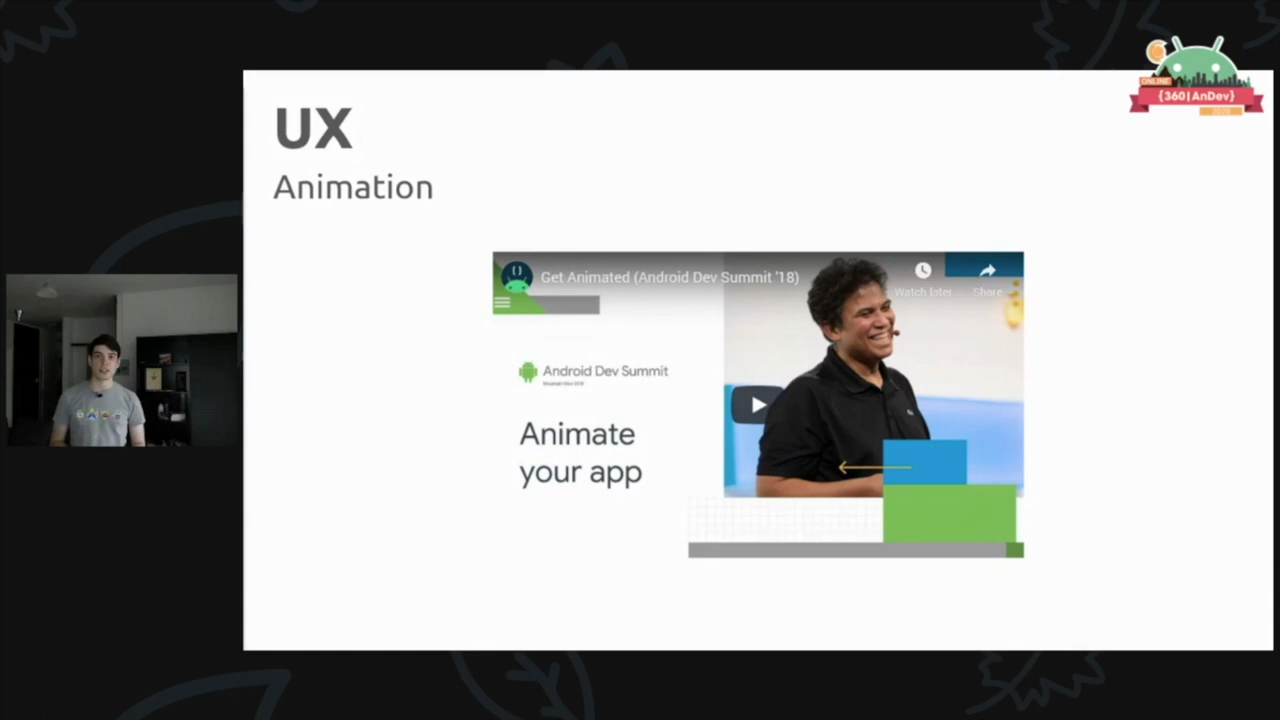 UX
Animation
Get Animated (Android Dev Summit '18)
Watch later
Share
Android Dev Summit
Animate
your app
ONLINE
{360|AnDev}